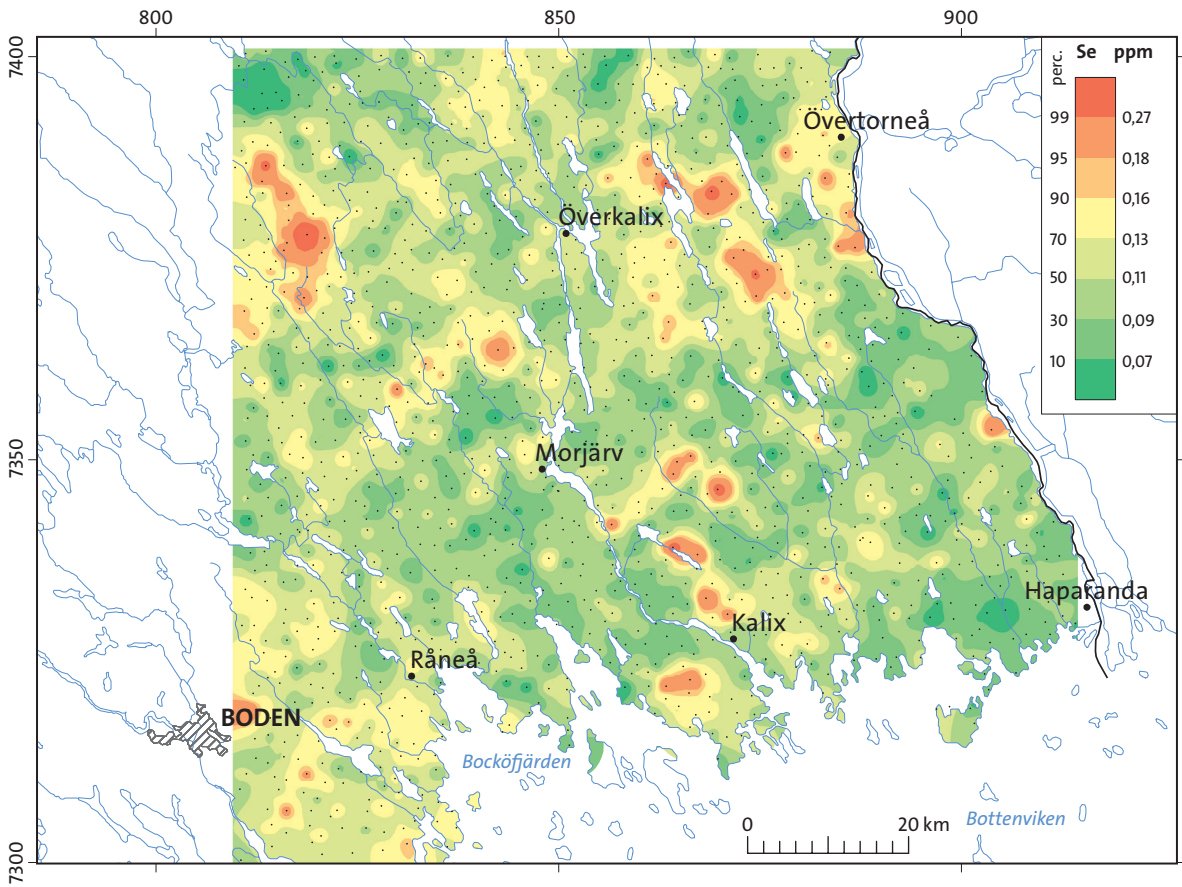 800 850 900
7400
7350
7300
perc. Se ppm
99 0,27
95 0,18
90 0,16
70 0,13
50 0,11
30 0,09
10 0,07
Övertorneå
Överkalix
Morjärv
Haparanda
Kalix
Råneå
BODEN
Bocköfjärden
Bottenviken
0 20 km